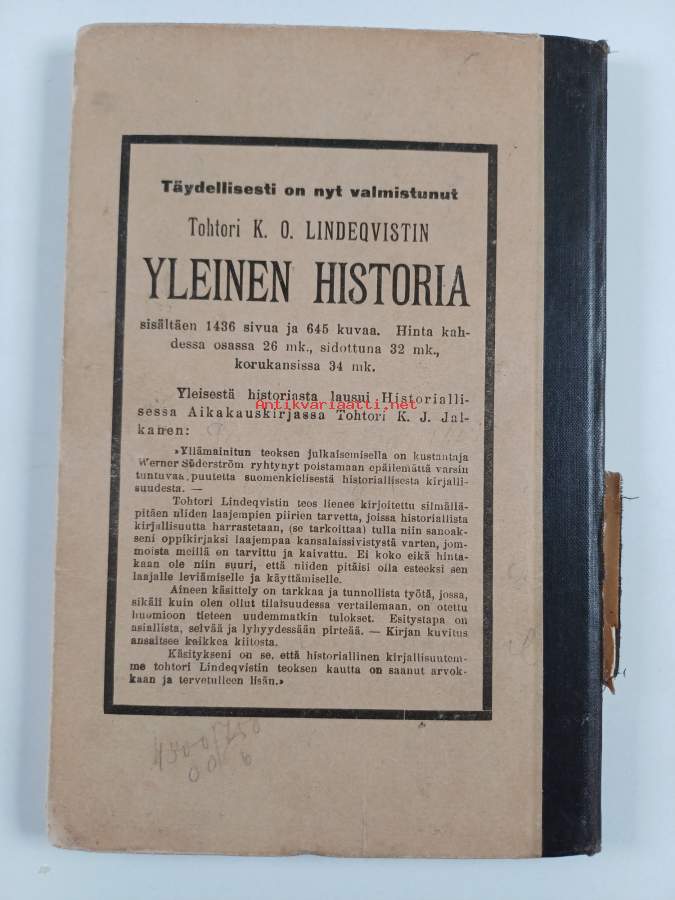 Täydellisesti on nyt valmistunut
Tohtori K. O. LINDEQVISTIN
YLEINEN HISTORIA
sisältäen 1436 sivua ja 645 kuvaa. Hinta kah-
dessa osassa 26 mk., sidottuna 32 mk.,
korukansissa 34 mk.
Yleisestä historiasta lausui Historialli-
sessa Aikakauskirjassa Tohtori K. J. Jal-
Antikvariaatti.net
kanen:
»Yllämainitun teoksen julkaisemisella on kustantaja
Werner Söderström ryhtynyt poistamaan epäilemättä varsin
tuntuvaa puutetta suomenkielisestä historiallisesta kirjalli-
suudesta. —
Tohtori Lindeqvistin teos lienee kirjoitettu silmällä-
pitäen niiden laajempien piirien tarvetta, joissa historiallista
kirjallisuutta harrastetaan, (se tarkoittaa) tulla niin sanoak-
seni oppikirjaksi laajempaa kansalaissivistystä varten, jom-
moista meillä on tarvittu ja kaivattu. Ei koko eikä hinta-
kaan ole niin suuri, että niiden pitäisi olla esteeksi sen
laajalle leviämiselle ja käyttämiselle.
Aineen käsittely on tarkkaa ja tunnollista työtä, jossa,
sikäli kuin olen ollut tilaisuudessa vertailemaan, on otettu
huomioon tieteen uudemmatkin tulokset. Esitystapa on
asiallista, selvää ja lyhyydessään pirteää. — Kirjan kuvitus
ansaitsee kaikkea kiitosta.
Käsitykseni on se, että historiallinen kirjallisuutem-
me tohtori Lindeqvistin teoksen kautta on saanut arvok-
kaan ja tervetulleen lisän.»